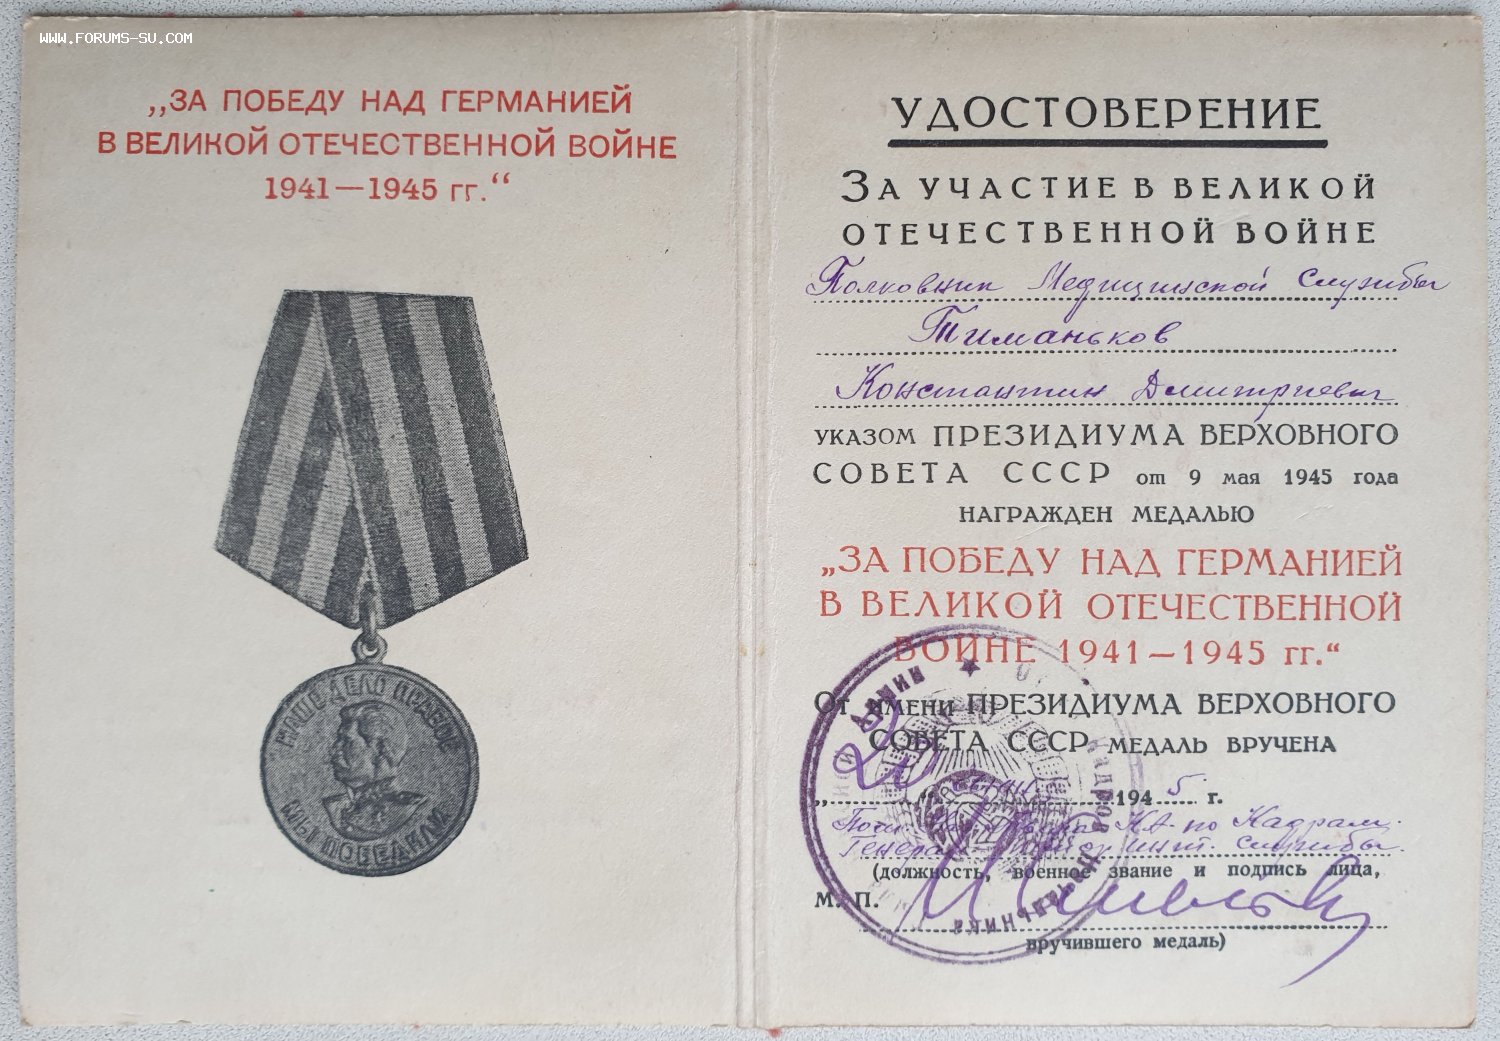 WWW.FORUMS-SU.COM
„ЗА ПОБЕДУ НАД ГЕРМАНИЕЙ
В ВЕЛИКОЙ ОТЕЧЕСТВЕННОЙ ВОЙНЕ
1941—1945 гг.“
НАШЕ ДЕЛО ПРАВОЕ
МЫ ПОБЕДИЛИ
УДОСТОВЕРЕНИЕ
ЗА УЧАСТИЕ В ВЕЛИКОЙ
ОТЕЧЕСТВЕННОЙ ВОЙНЕ
Полковник Медицинской Службы
Тиманьков
Константин Дмитриевич
УКАЗОМ ПРЕЗИДИУМА ВЕРХОВНОГО
СОВЕТА СССР от 9 мая 1945 года
НАГРАЖДЕН МЕДАЛЬЮ
„ЗА ПОБЕДУ НАД ГЕРМАНИЕЙ
В ВЕЛИКОЙ ОТЕЧЕСТВЕННОЙ
ВОЙНЕ 1941—1945 гг.“
От имени ПРЕЗИДИУМА ВЕРХОВНОГО
СОВЕТА СССР МЕДАЛЬ ВРУЧЕНА
„ “ 1945 г.
КА по Кадрам.
Генерал инт. службы.
(должность, военное звание и подпись лица,
М. П.
вручившего медаль)